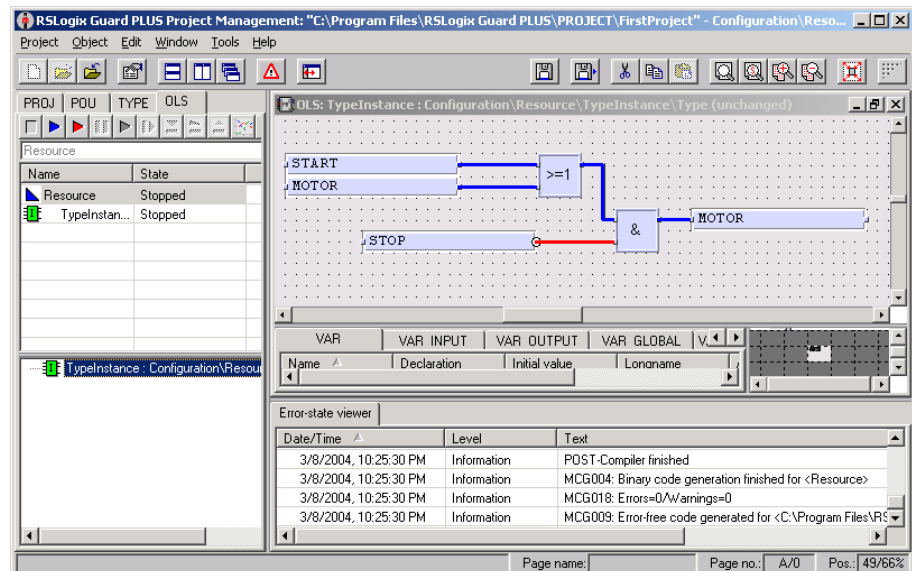 RSLogix Guard PLUS Project Management: "C:\Program Files\RSLogix Guard PLUS\PROJECT\FirstProject" - Configuration\Reso...
Project Object Edit Window Tools Help
PROJ POU TYPE OLS
Resource
Name State
Resource Stopped
TypeInstan... Stopped
TypeInstance : Configuration\Resour
OLS: TypeInstance : Configuration\Resource\TypeInstance\Type (unchanged)
START
MOTOR
>=1
STOP
&
MOTOR
VAR VAR INPUT VAR OUTPUT VAR GLOBAL V
Name Declaration Initial value Longname
Error-state viewer
Date/Time Level Text
3/8/2004, 10:25:30 PM Information POST-Compiler finished
3/8/2004, 10:25:30 PM Information MCG004: Binary code generation finished for <Resource>
3/8/2004, 10:25:30 PM Information MCG018: Errors=0/Warnings=0
3/8/2004, 10:25:30 PM Information MCG009: Error-free code generated for <C:\Program Files\RS
Page name: Page no.: A/0 Pos.: 49/66%